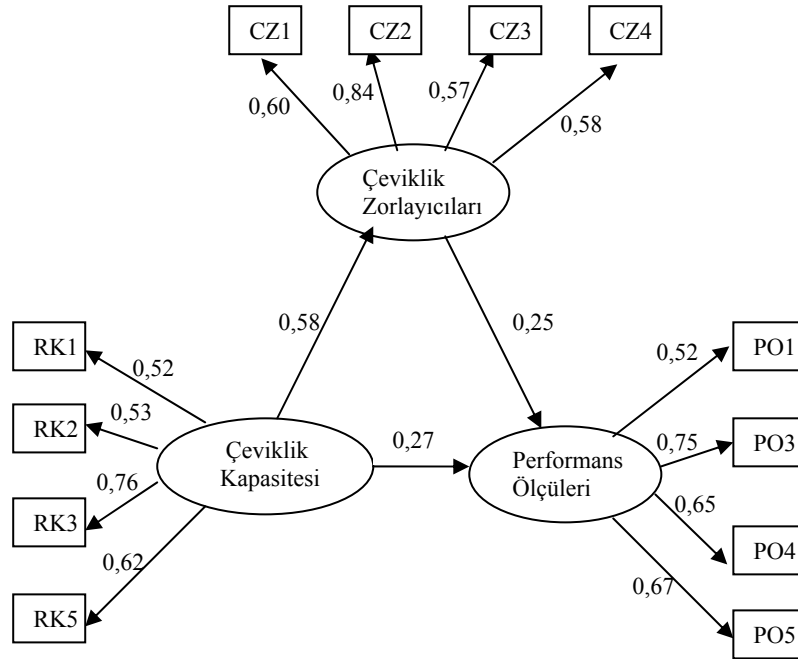 CZ1 CZ2 CZ3 CZ4
0,60 0,84 0,57 0,58
Çeviklik
Zorlayıcıları
0,58 0,25
RK1 0,52 0,52 PO1
RK2 0,53 0,75 PO3
Çeviklik
Kapasitesi
0,27
Performans
Ölçüleri
RK3 0,76 0,65 PO4
RK5 0,62 0,67 PO5